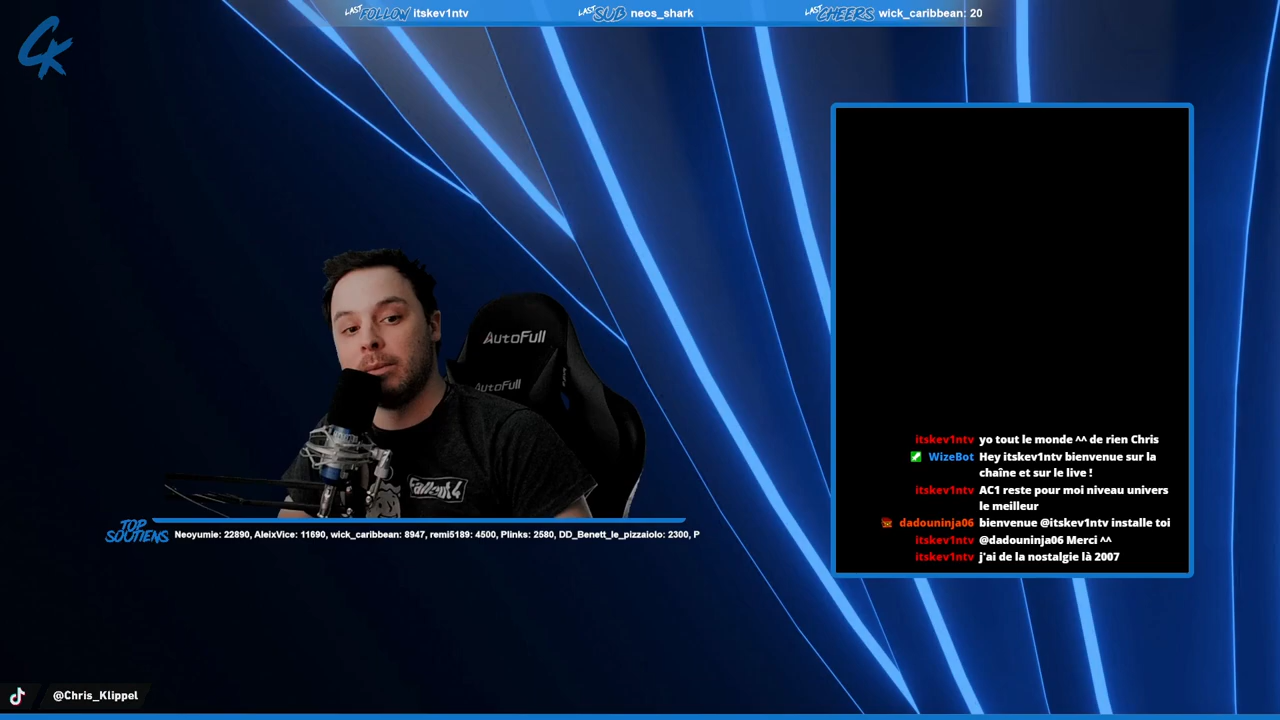 LAST FOLLOW itskev1ntv LAST SUB neos_shark LAST CHEERS wick_caribbean: 20
CK
AutoFull
AutoFull
Fallout 4
itskev1ntv yo tout le monde ^^ de rien Chris
WizeBot Hey itskev1ntv bienvenue sur la
chaîne et sur le live !
itskev1ntv AC1 reste pour moi niveau univers
le meilleur
dadouninja06 bienvenue @itskev1ntv installe toi
itskev1ntv @dadouninja06 Merci ^^
itskev1ntv j'ai de la nostalgie là 2007
TOP SOUTIENS Neoyumie: 22890, AleixVice: 11690, wick_caribbean: 8947, remi5189: 4500, Plinks: 2580, DD_Benett_le_pizzaiolo: 2300, P
@Chris_Klippel